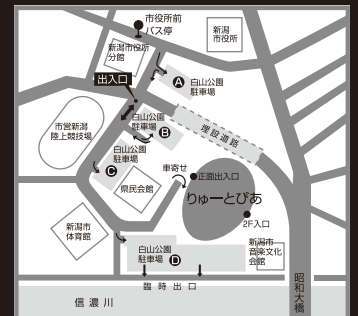 市役所前
バス停
新潟市役所
分館
新潟
市役所
出入口
A
白山公園
駐車場
白山公園
駐車場
B
埋設道路
市営新潟
陸上競技場
白山公園
駐車場
C
車寄せ
正面出入口
県民会館
りゅーとぴあ
2F入口
新潟市
体育館
白山公園
駐車場
D
新潟市
音楽文化
会館
臨時出口
昭和大橋
信濃川